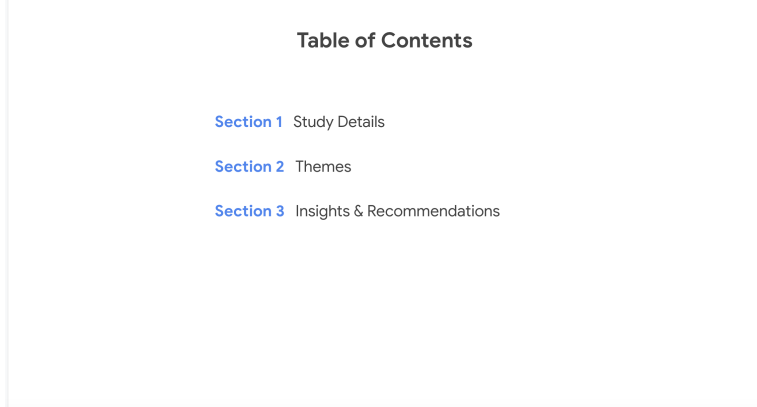 Table of Contents
Section 1 Study Details
Section 2 Themes
Section 3 Insights & Recommendations